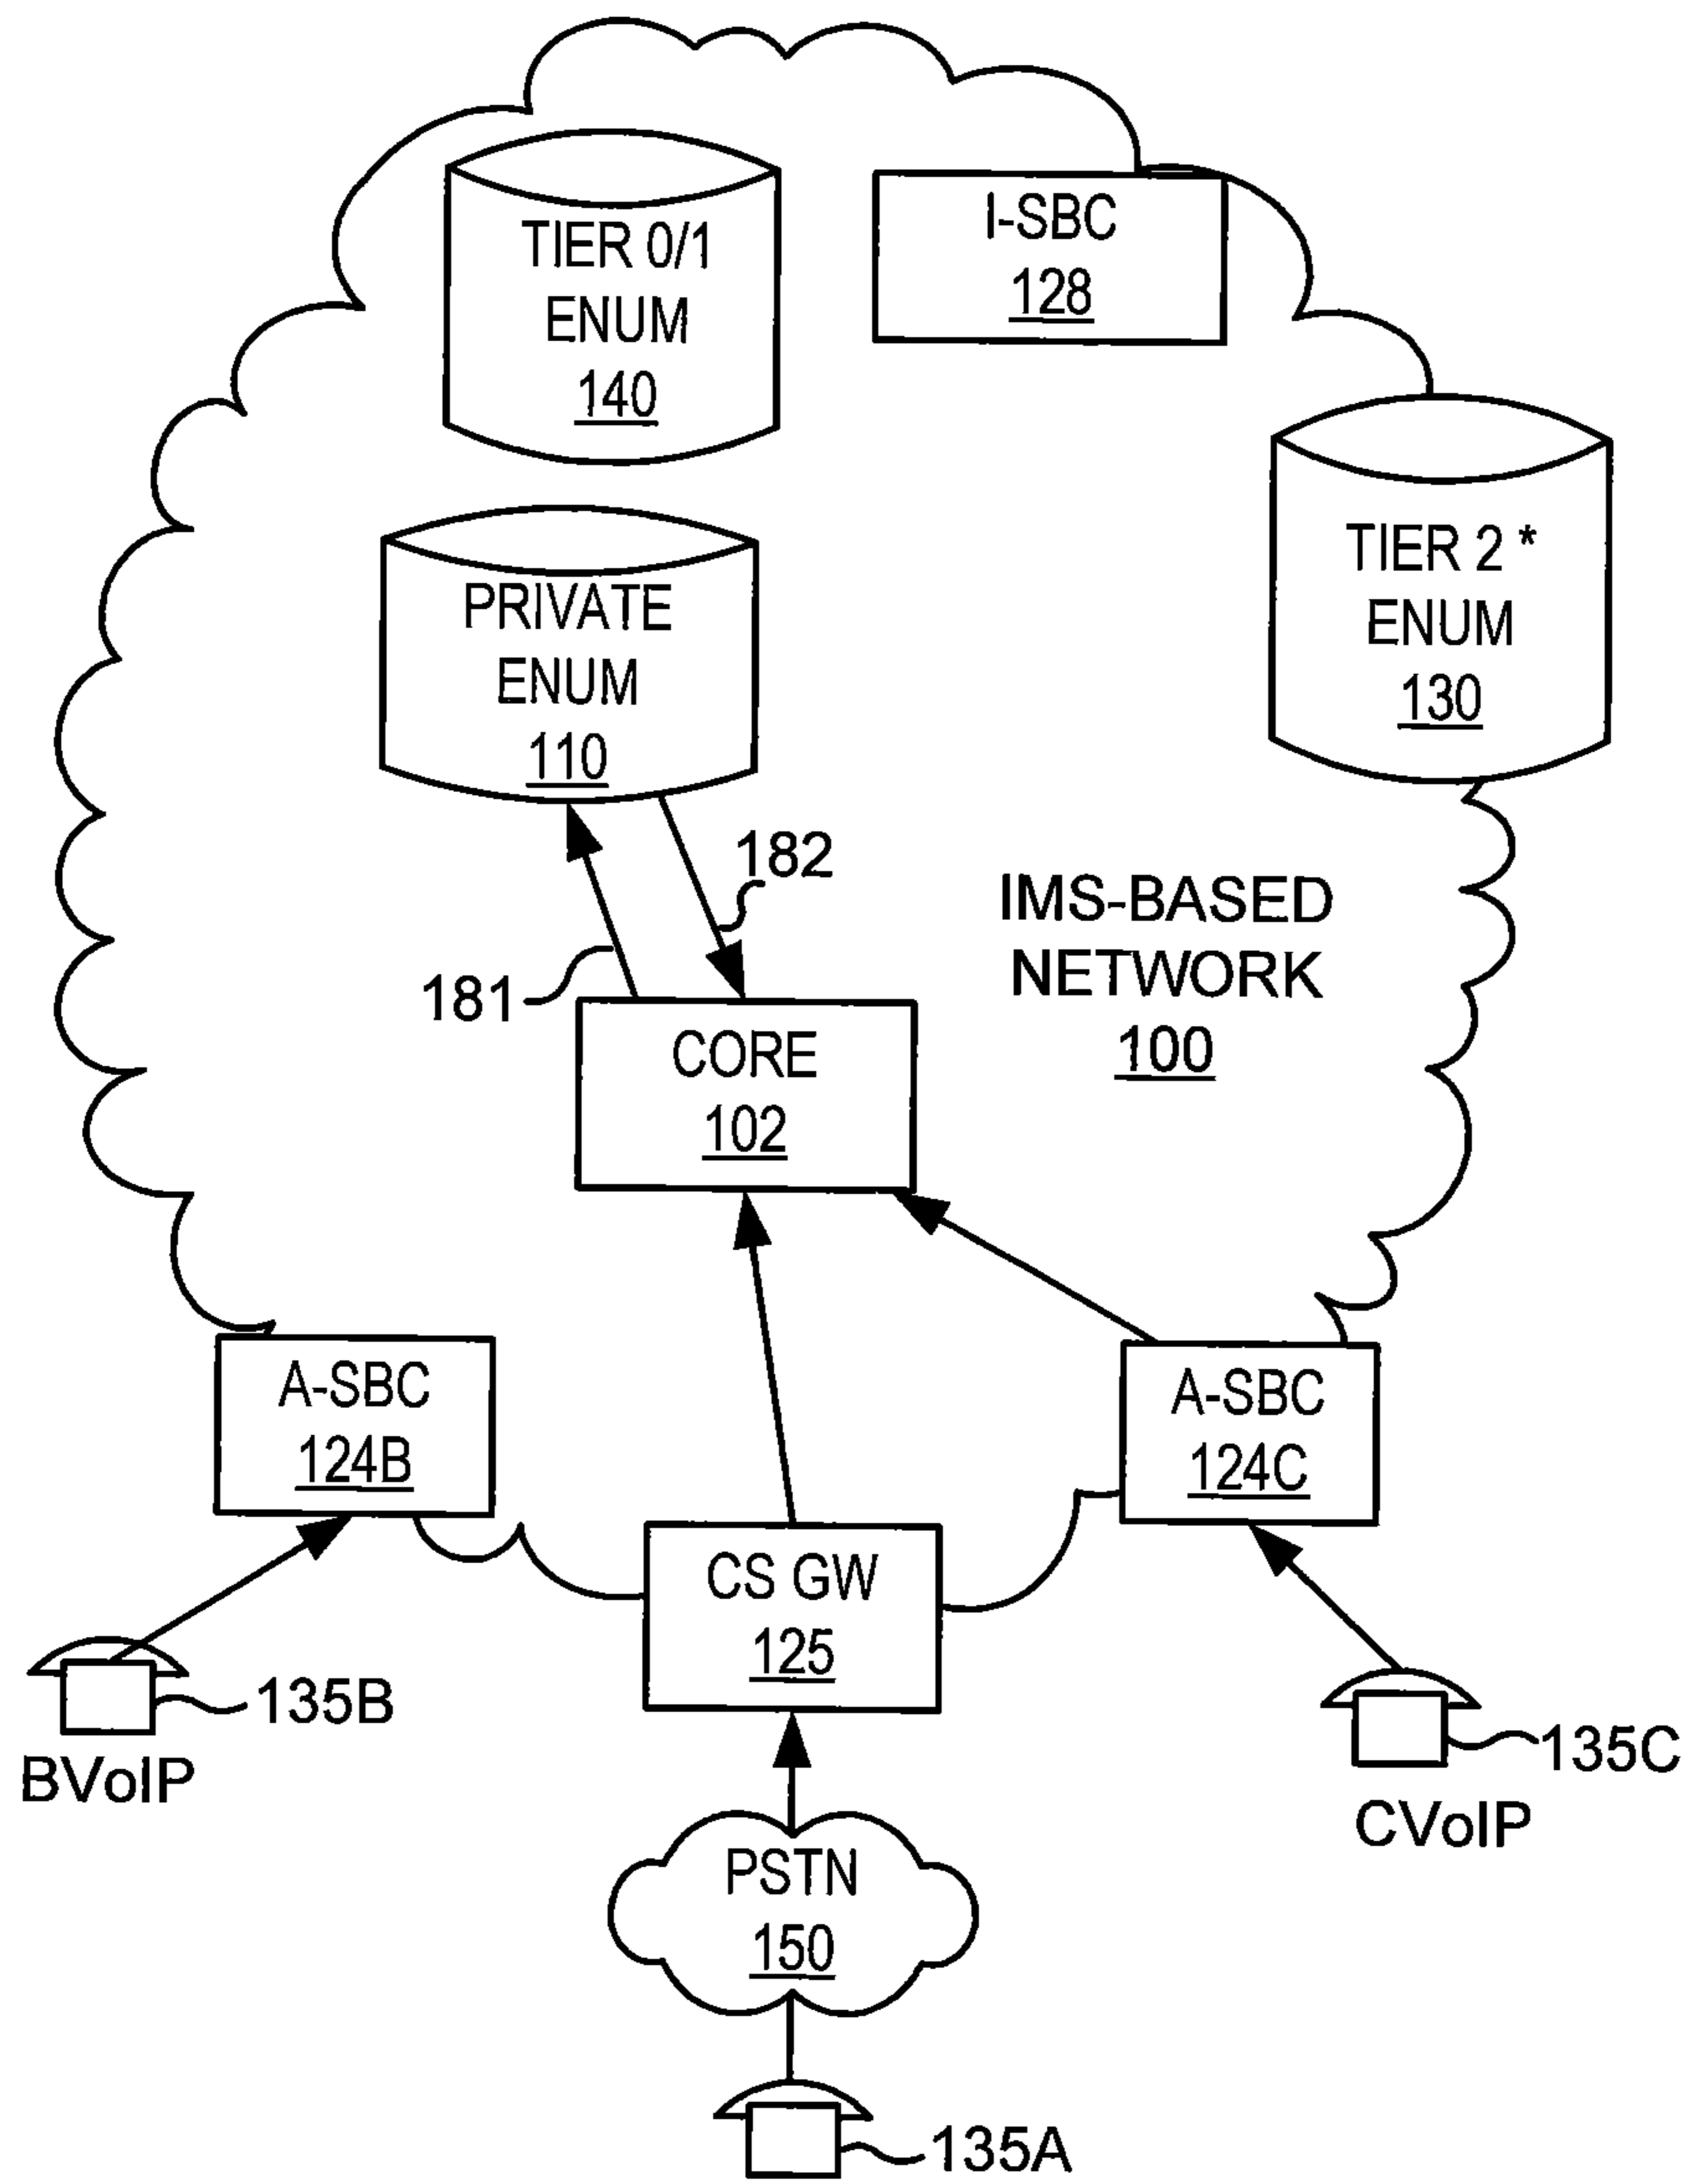 TIER 0/1
ENUM
140
I-SBC
128
TIER 2 *
ENUM
130
PRIVATE
ENUM
110
182
181
IMS-BASED
NETWORK
100
CORE
102
A-SBC
124B
A-SBC
124C
CS GW
125
135B
BVoIP
135C
CVoIP
PSTN
150
135A